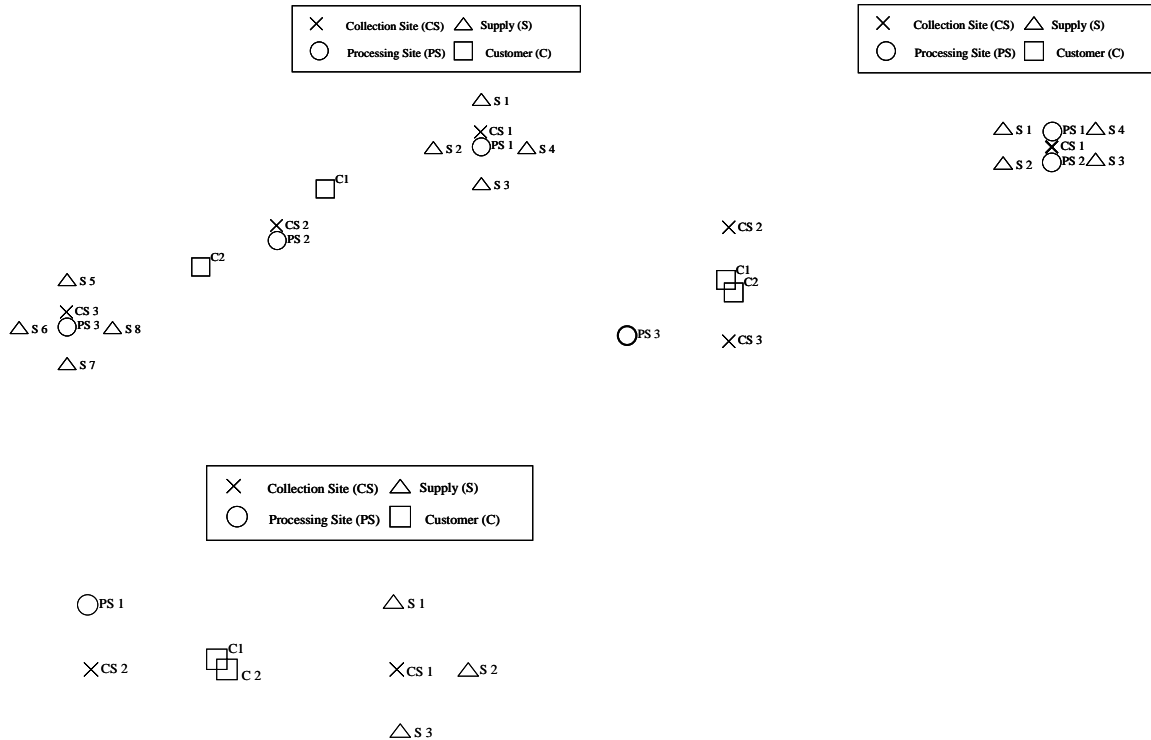 Collection Site (CS) Supply (S)
Processing Site (PS) Customer (C)
S 1
CS 1
S 2 PS 1 S 4
S 3
C1
CS 2
PS 2
C2
S 5
CS 3
S 6 PS 3 S 8
S 7
Collection Site (CS) Supply (S)
Processing Site (PS) Customer (C)
S 1 PS 1 S 4
CS 1
S 2 PS 2 S 3
CS 2
C1
C2
PS 3 CS 3
Collection Site (CS) Supply (S)
Processing Site (PS) Customer (C)
PS 1 S 1
C1
CS 2 C 2 CS 1 S 2
S 3